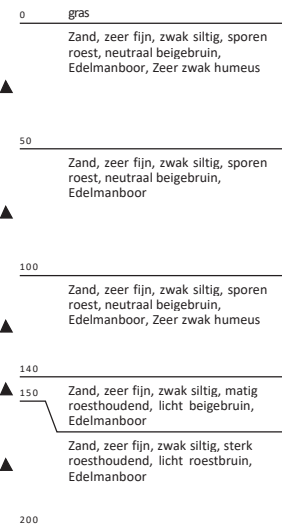 0 gras
Zand, zeer fijn, zwak siltig, sporen
roest, neutraal beigebruin,
Edelmanboor, Zeer zwak humeus
50
Zand, zeer fijn, zwak siltig, sporen
roest, neutraal beigebruin,
Edelmanboor
100
Zand, zeer fijn, zwak siltig, sporen
roest, neutraal beigebruin,
Edelmanboor, Zeer zwak humeus
140
150 Zand, zeer fijn, zwak siltig, matig
roesthoudend, licht beigebruin,
Edelmanboor
Zand, zeer fijn, zwak siltig, sterk
roesthoudend, licht roestbruin,
Edelmanboor
200